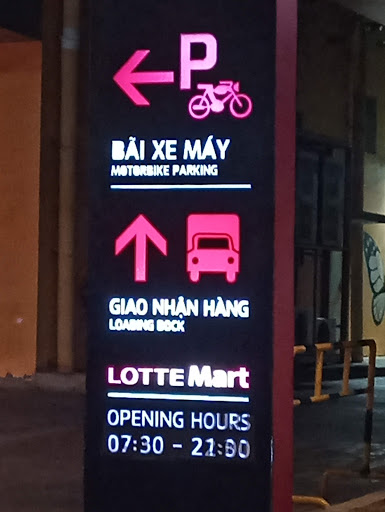 P
BÃI XE MÁY
MOTORBIKE PARKING
GIAO NHẬN HÀNG
LOADING DOCK
LOTTE Mart
OPENING HOURS
07:30 - 21:00